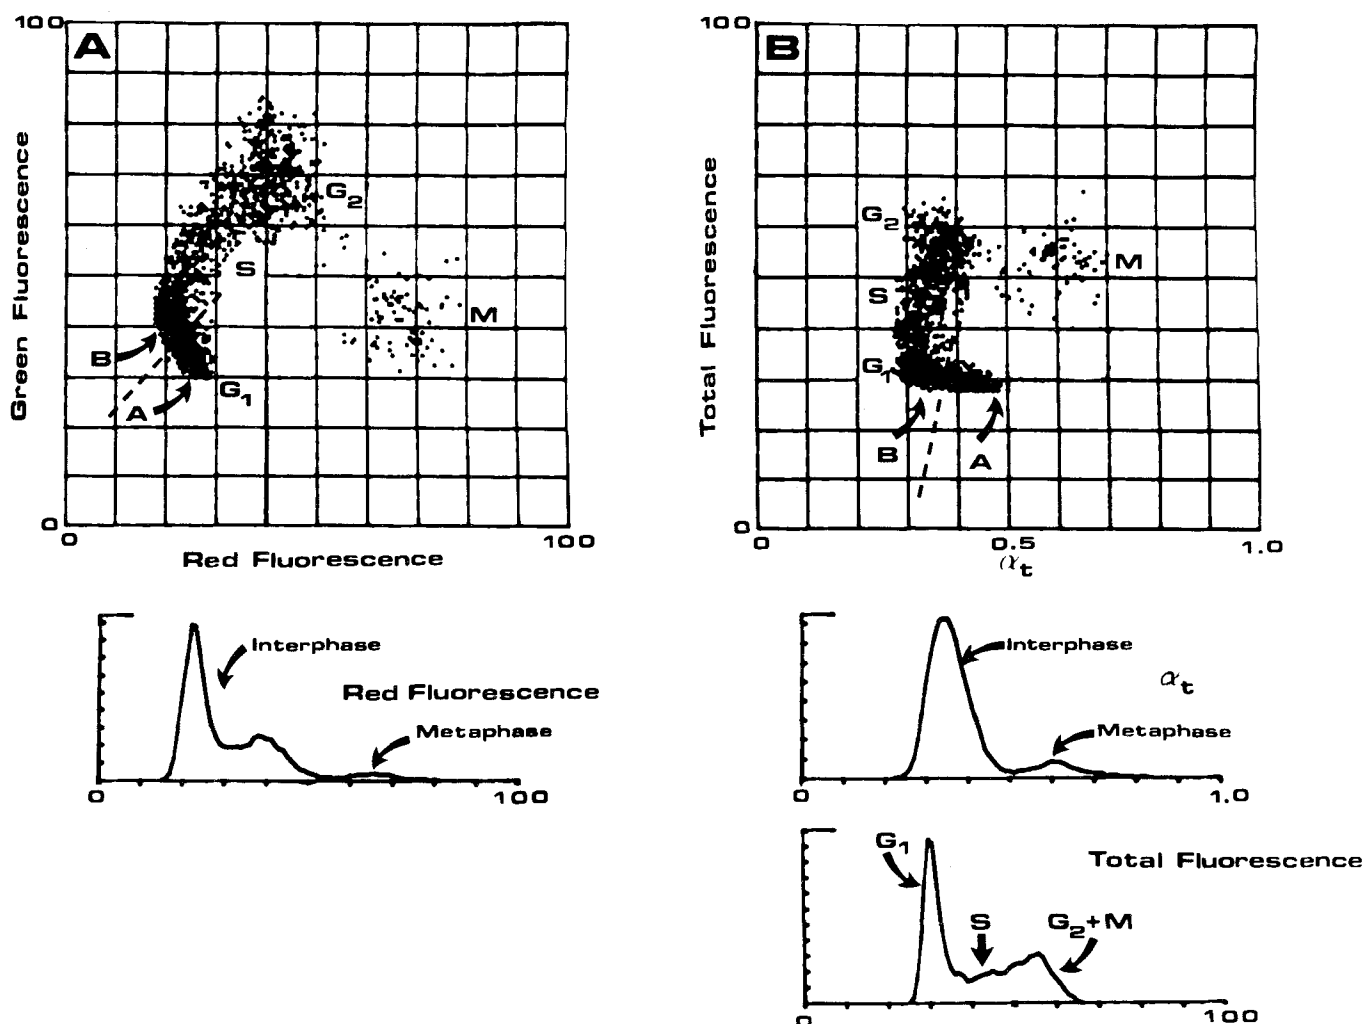 100
A
Green Fluorescence
G2
S
M
B
A
G1
0
0
100
Red Fluorescence
Interphase
Red Fluorescence
Metaphase
0
100
100
B
Total Fluorescence
G2
S
M
G1
B
A
0
0
0.5
1.0
αt
Interphase
αt
Metaphase
0
1.0
G1
Total Fluorescence
S
G2+M
0
100